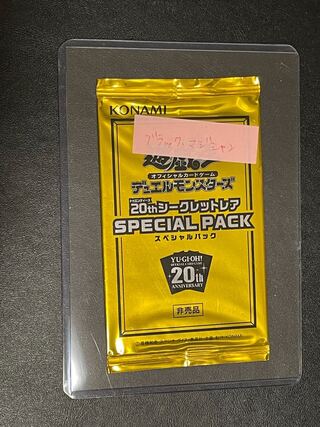 KONAMI
ブラック・マジシャン
オフィシャルカードゲーム
デュエルモンスターズ
20thシークレットレア
SPECIAL PACK
スペシャルパック
YU-GI-OH!
20th
ANNIVERSARY
非売品